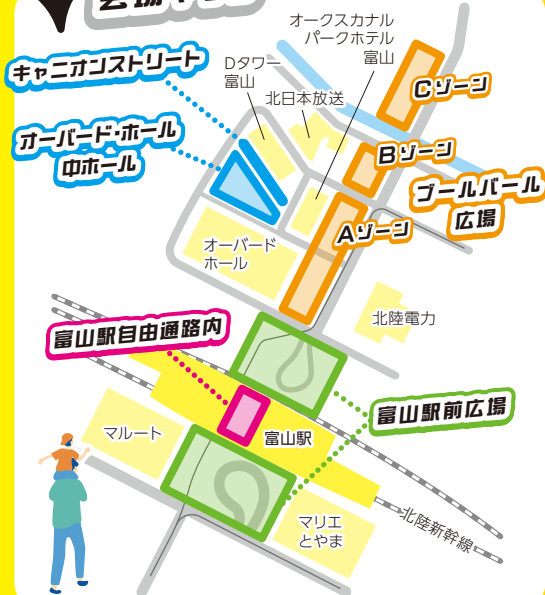 オークスカナル
パークホテル
富山
キャニオンストリート
Dタワー
富山
北日本放送
Cゾーン
オーバード・ホール
中ホール
Bゾーン
ブールバール
広場
Aゾーン
オーバード
ホール
北陸電力
富山駅自由通路内
富山駅前広場
マルート
富山駅
マリエ
とやま
北陸新幹線